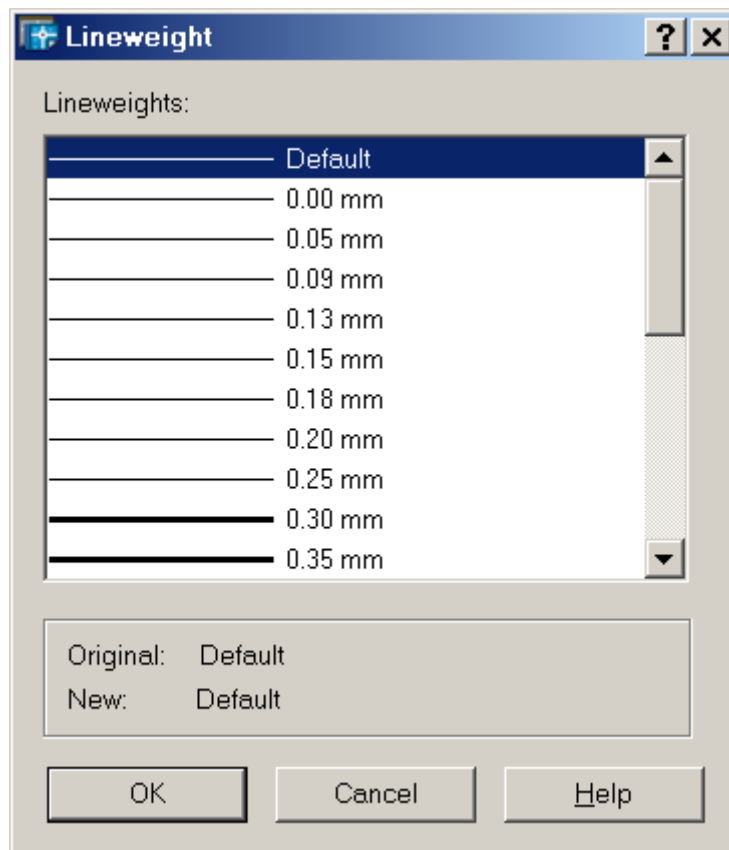 Lineweight
Lineweights:
Default
0.00 mm
0.05 mm
0.09 mm
0.13 mm
0.15 mm
0.18 mm
0.20 mm
0.25 mm
0.30 mm
0.35 mm
Original: Default
New: Default
OK Cancel Help